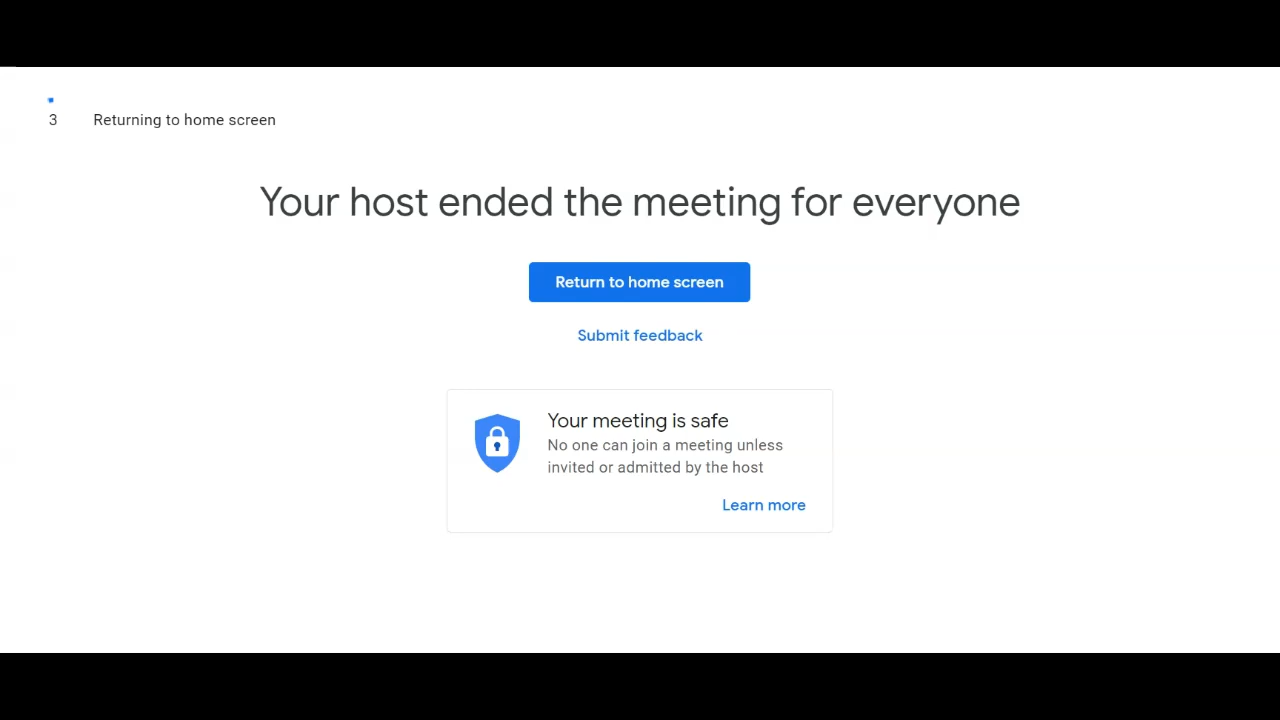 3 Returning to home screen
Your host ended the meeting for everyone
Return to home screen
Submit feedback
Your meeting is safe
No one can join a meeting unless
invited or admitted by the host
Learn more